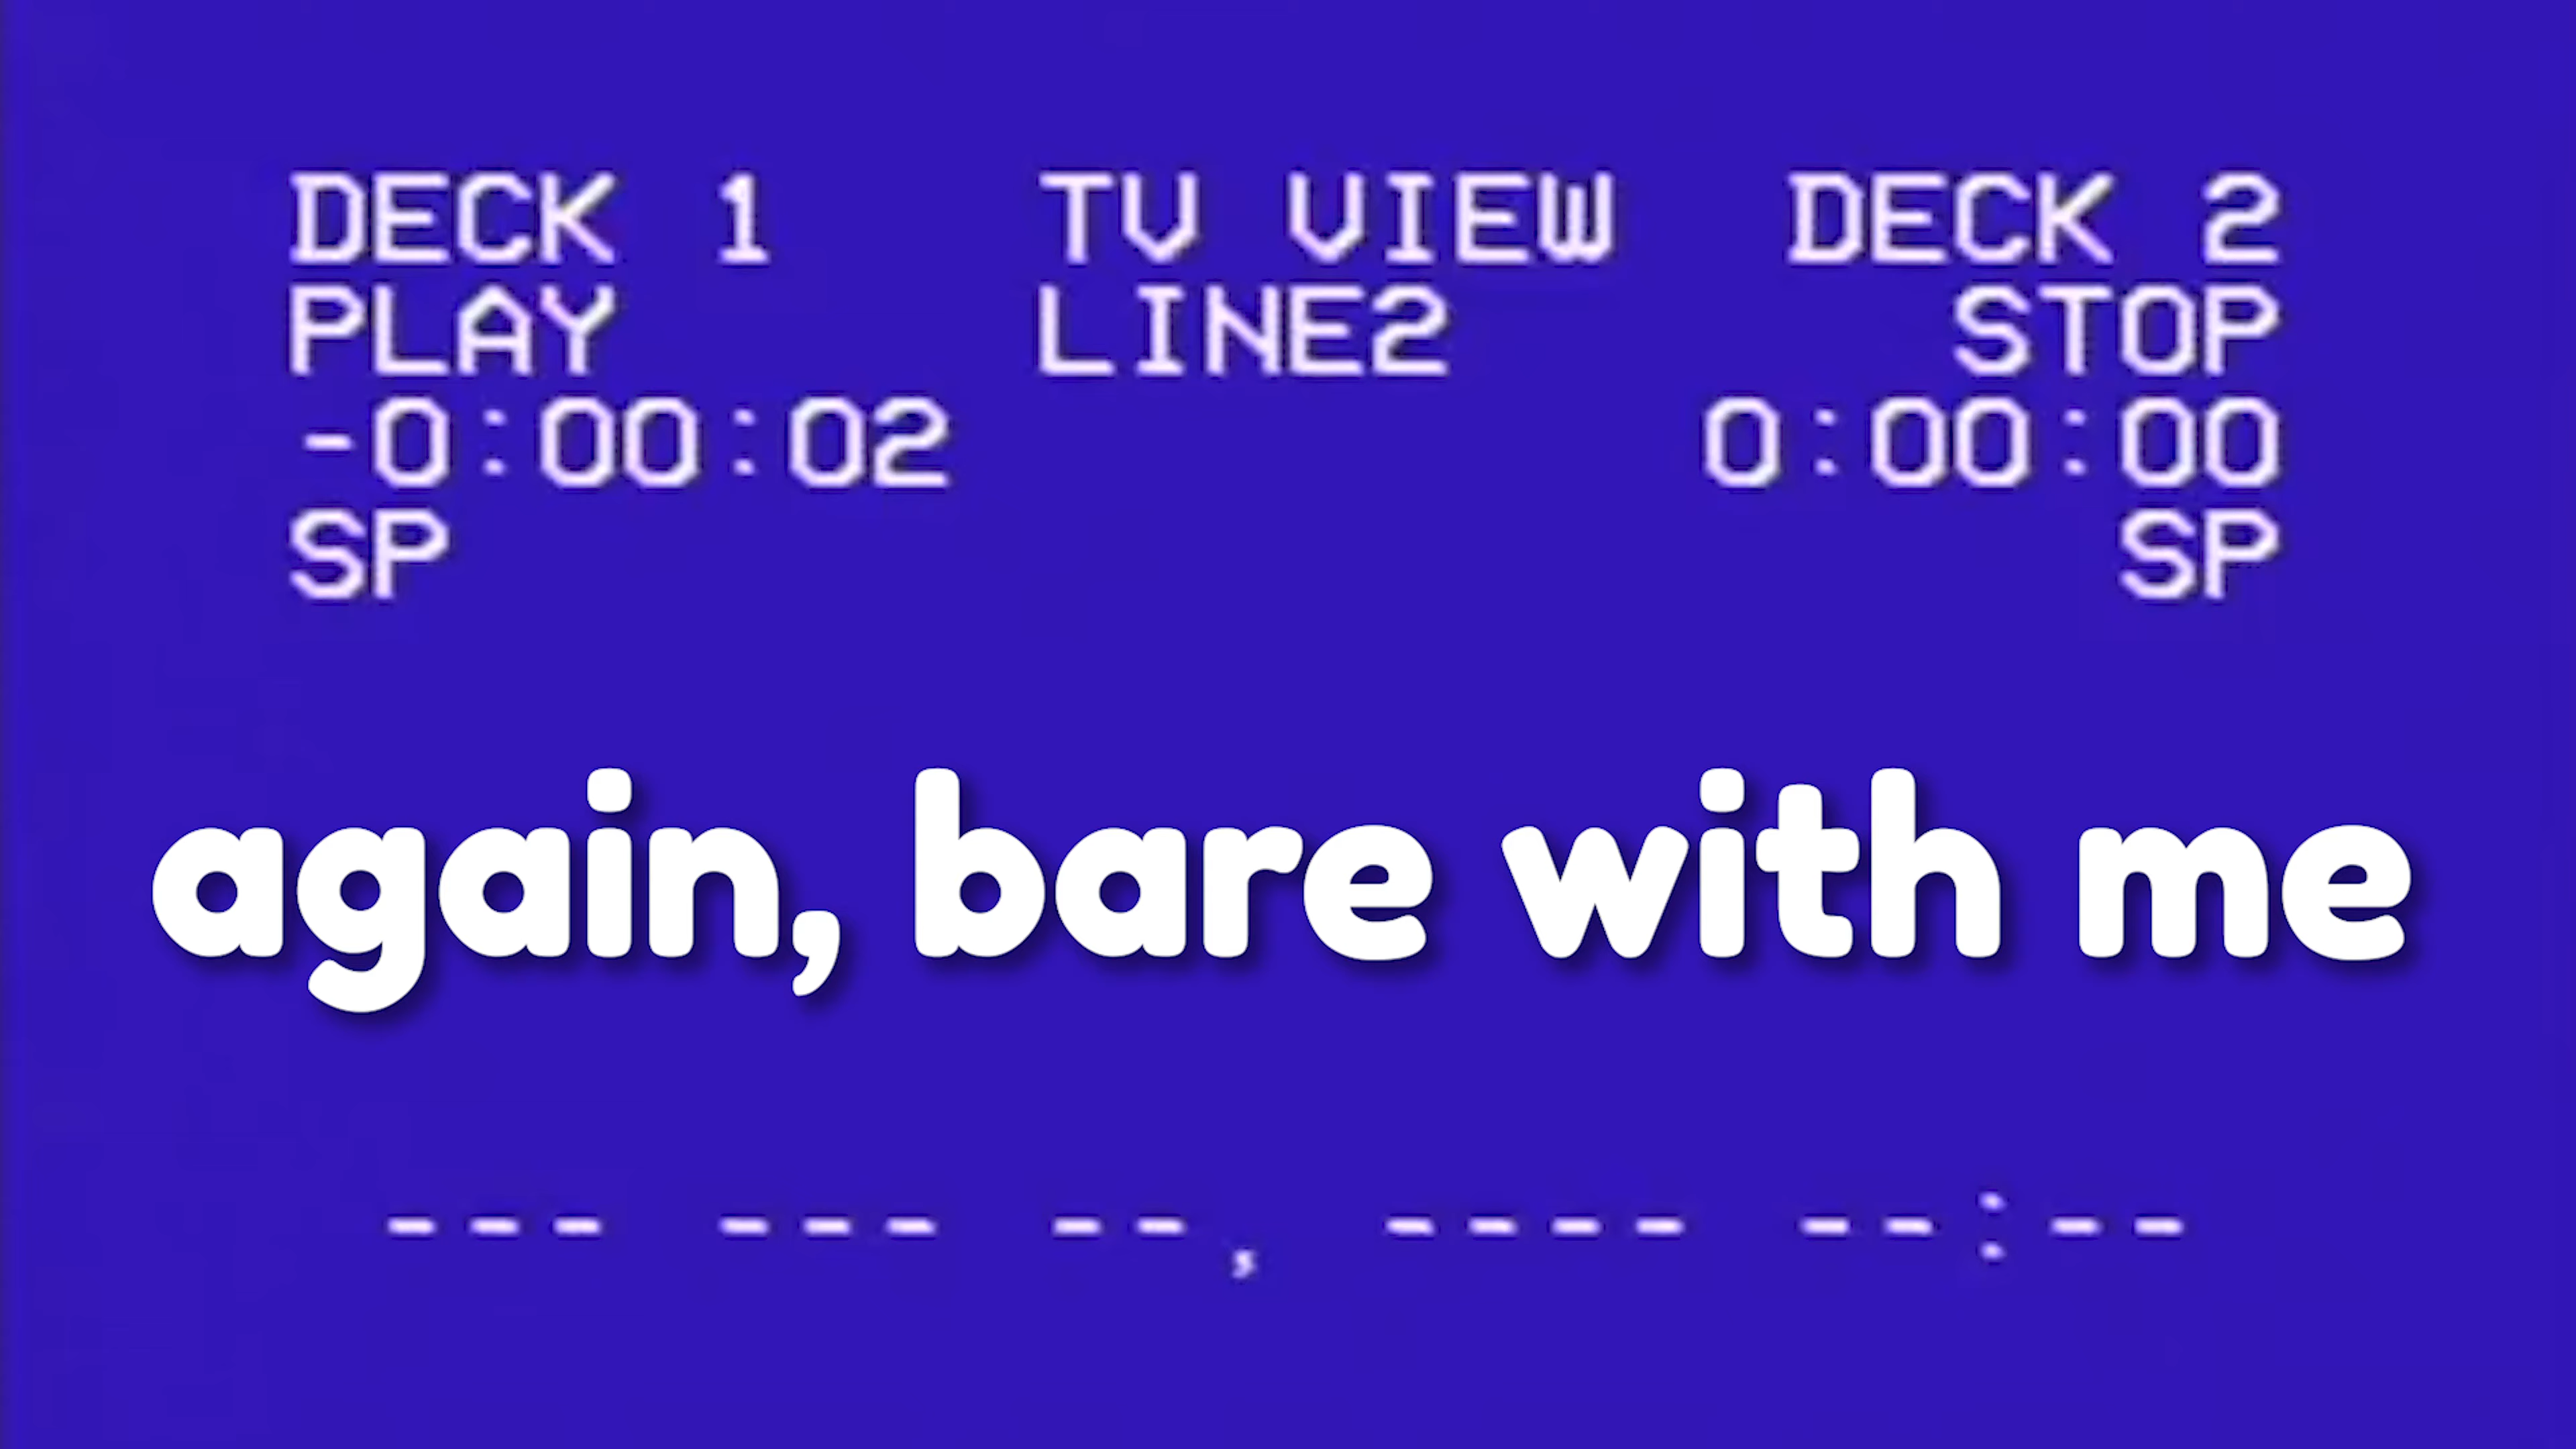 DECK 1 TV VIEW DECK 2
PLAY LINE2 STOP
-0:00:02 0:00:00
SP SP
again, bare with me
--- --- --, ---- --:--